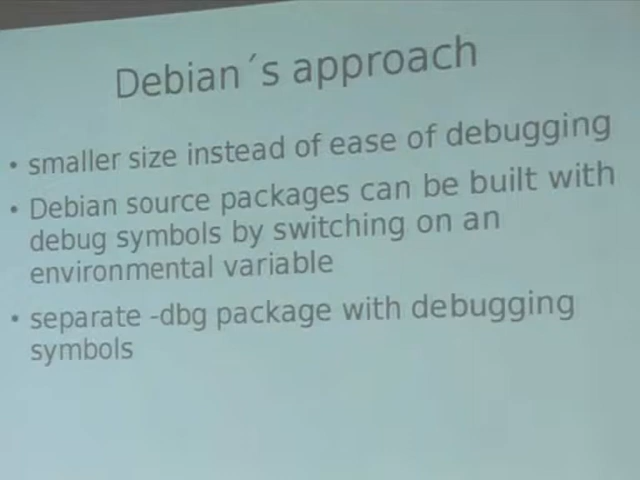 Debian´s approach
• smaller size instead of ease of debugging
• Debian source packages can be built with
debug symbols by switching on an
environmental variable
• separate -dbg package with debugging
symbols